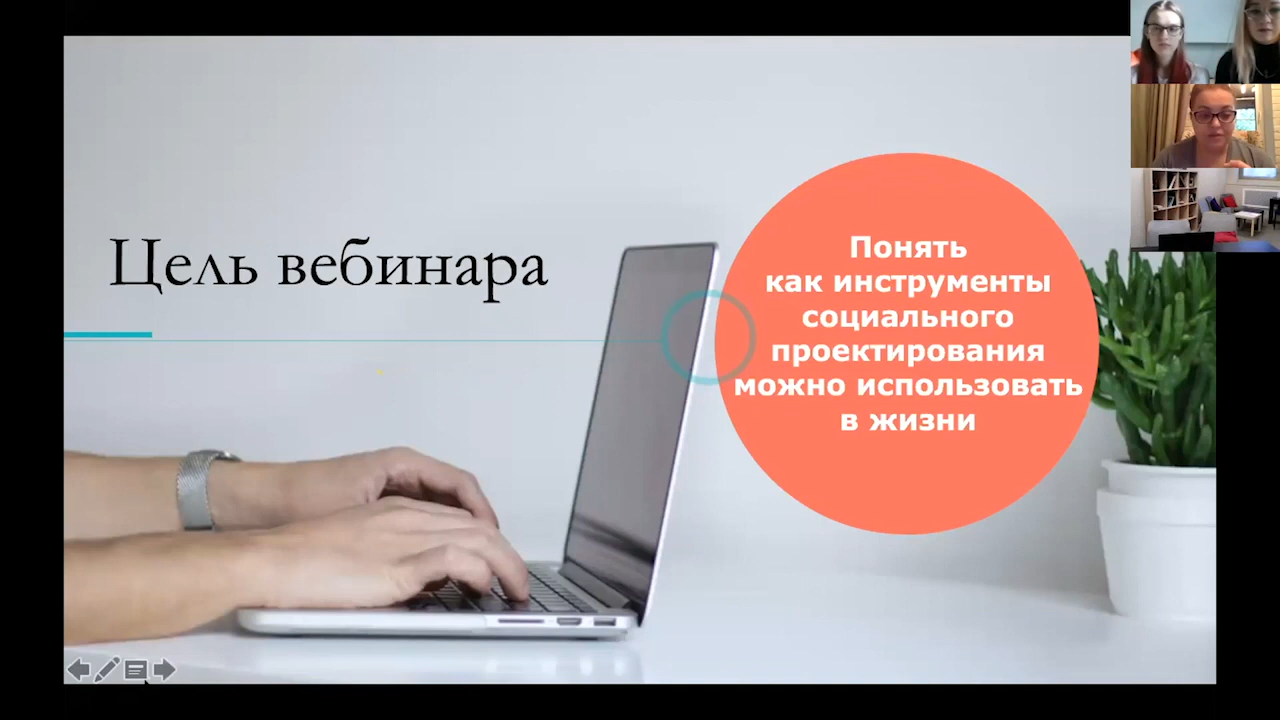 Цель вебинара
Понять
как инструменты
социального
проектирования
можно использовать
в жизни